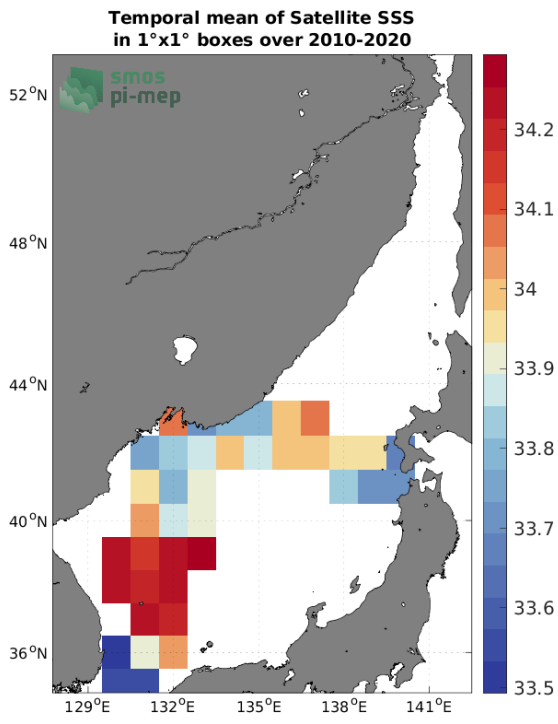 Temporal mean of Satellite SSS
in 1°x1° boxes over 2010-2020
smos
pi-mep
52°N
48°N
44°N
40°N
36°N
129°E 132°E 135°E 138°E 141°E
34.2
34.1
34
33.9
33.8
33.7
33.6
33.5